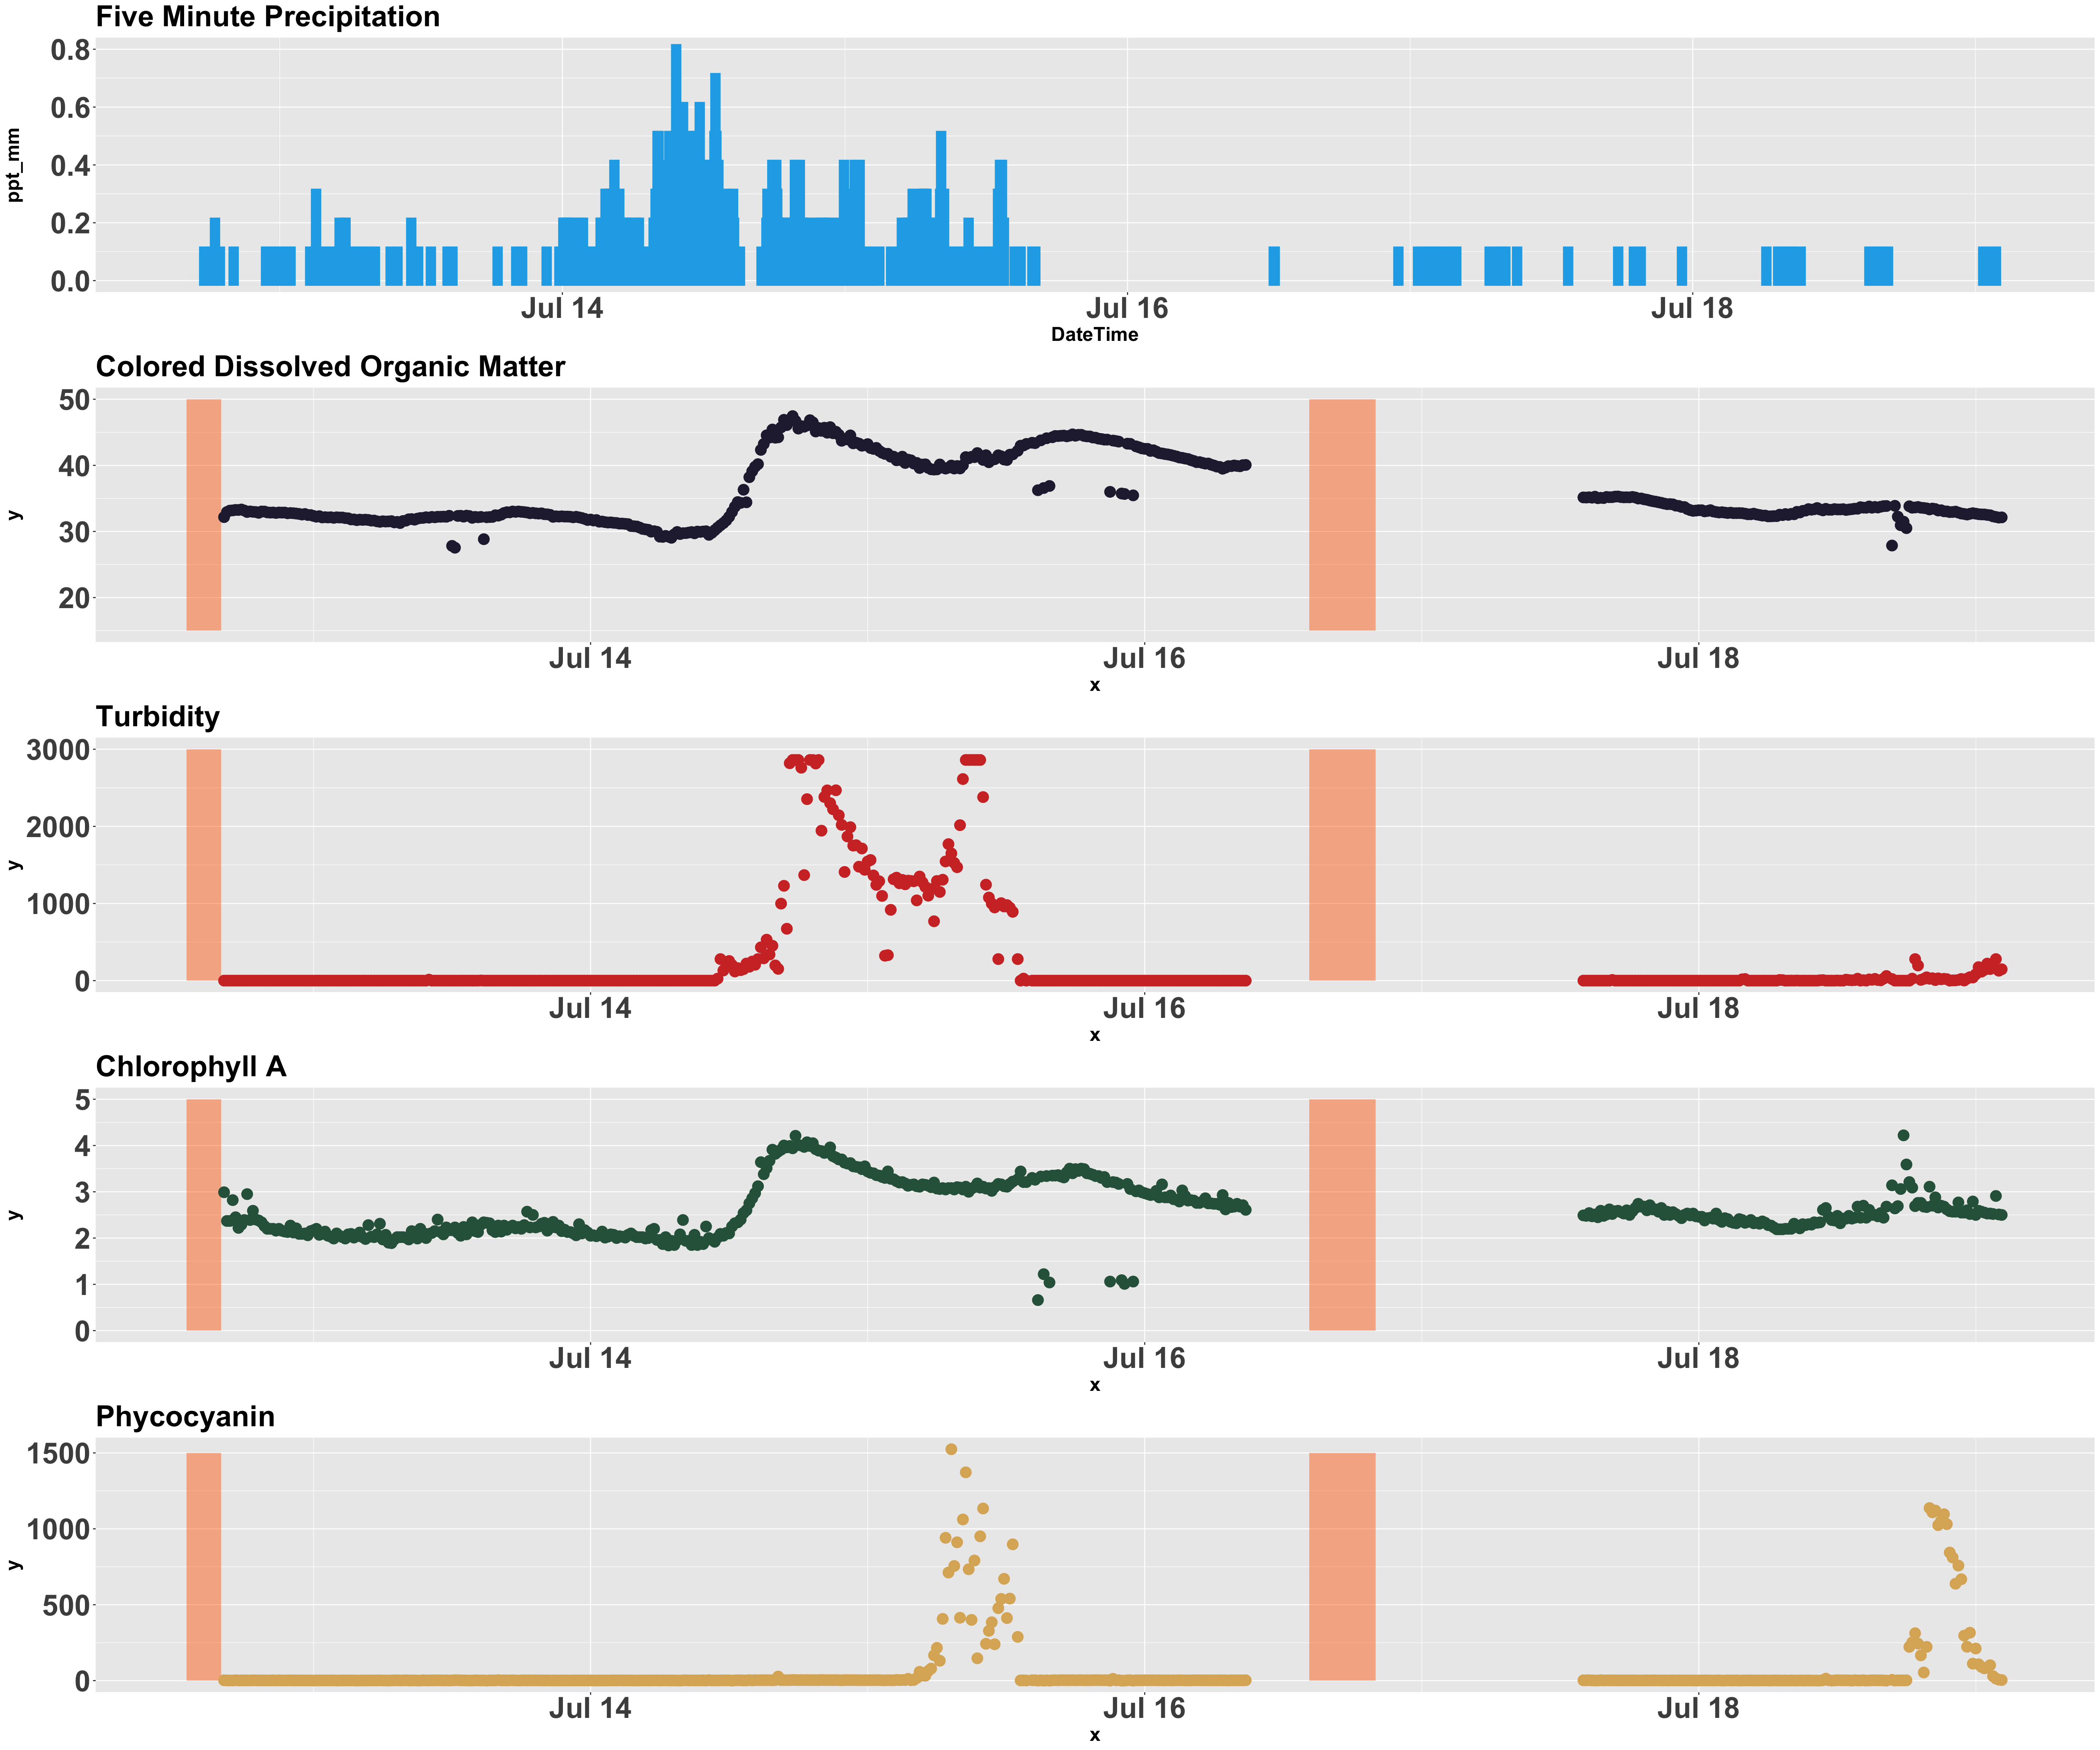 Five Minute Precipitation
0.8
0.6
0.4
0.2
0.0
ppt_mm
Jul 14 Jul 16 Jul 18
DateTime
Colored Dissolved Organic Matter
50
40
30
20
y
Jul 14 Jul 16 Jul 18
x
Turbidity
3000
2000
1000
0
y
Jul 14 Jul 16 Jul 18
x
Chlorophyll A
5
4
3
2
1
0
y
Jul 14 Jul 16 Jul 18
x
Phycocyanin
1500
1000
500
0
y
Jul 14 Jul 16 Jul 18
x